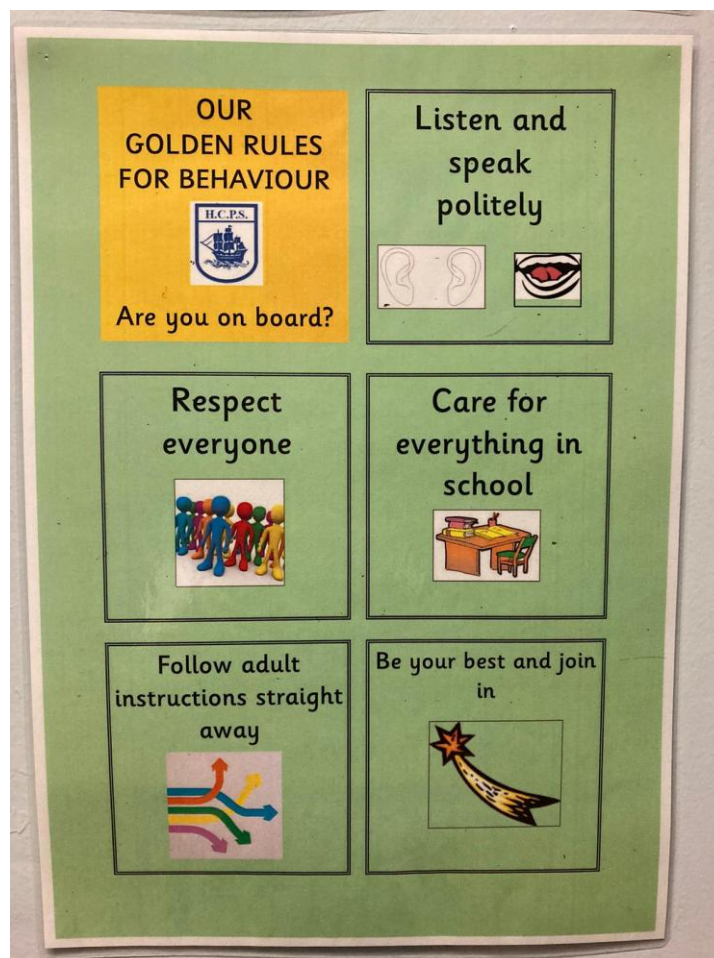 OUR
GOLDEN RULES
FOR BEHAVIOUR
H.C.P.S.
Are you on board?
Listen and
speak
politely
Respect
everyone
Care for
everything in
school
Follow adult
instructions straight
away
Be your best and join
in